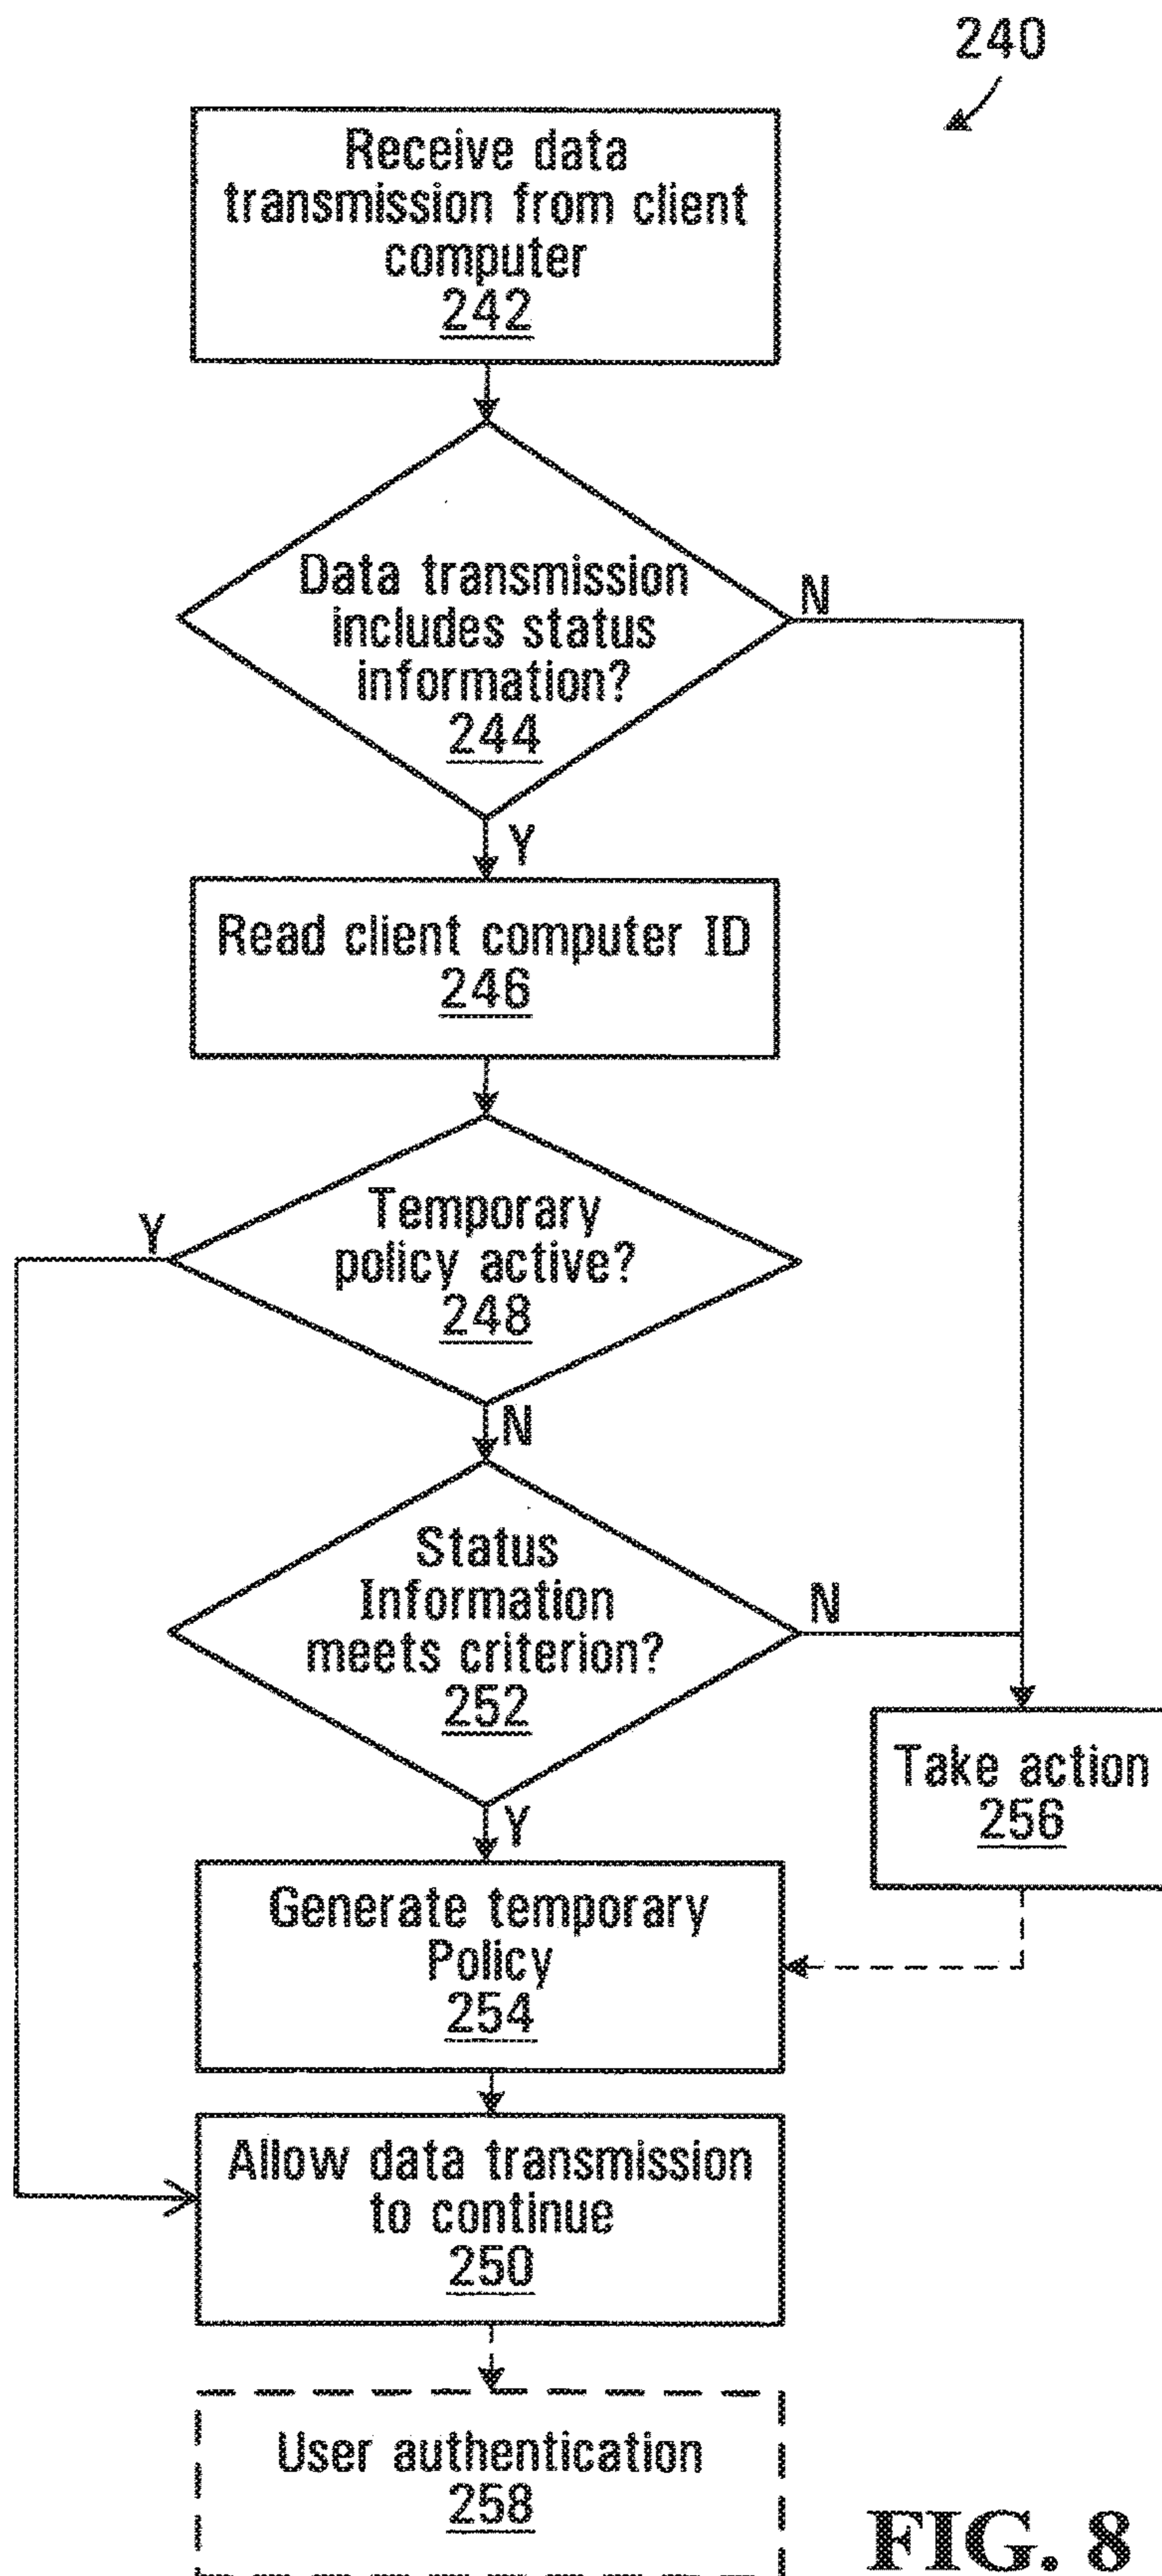 240
Receive data
transmission from client
computer
242
Data transmission
includes status
information?
244
N
Y
Read client computer ID
246
Temporary
policy active?
248
Y
N
Status
Information
meets criterion?
252
N
Y
Take action
256
Generate temporary
Policy
254
Allow data transmission
to continue
250
User authentication
258
FIG. 8